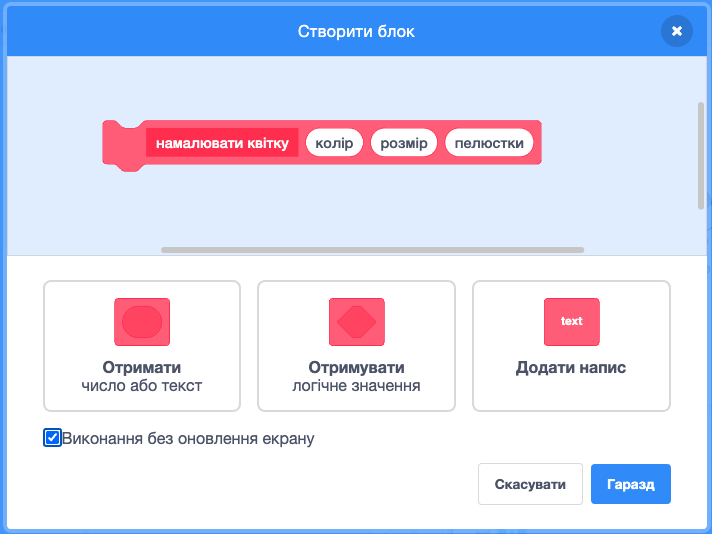 Створити блок
намалювати квітку колір розмір пелюстки
text
Отримати
число або текст
Отримувати
логічне значення
Додати напис
Виконання без оновлення екрану
Скасувати
Гаразд